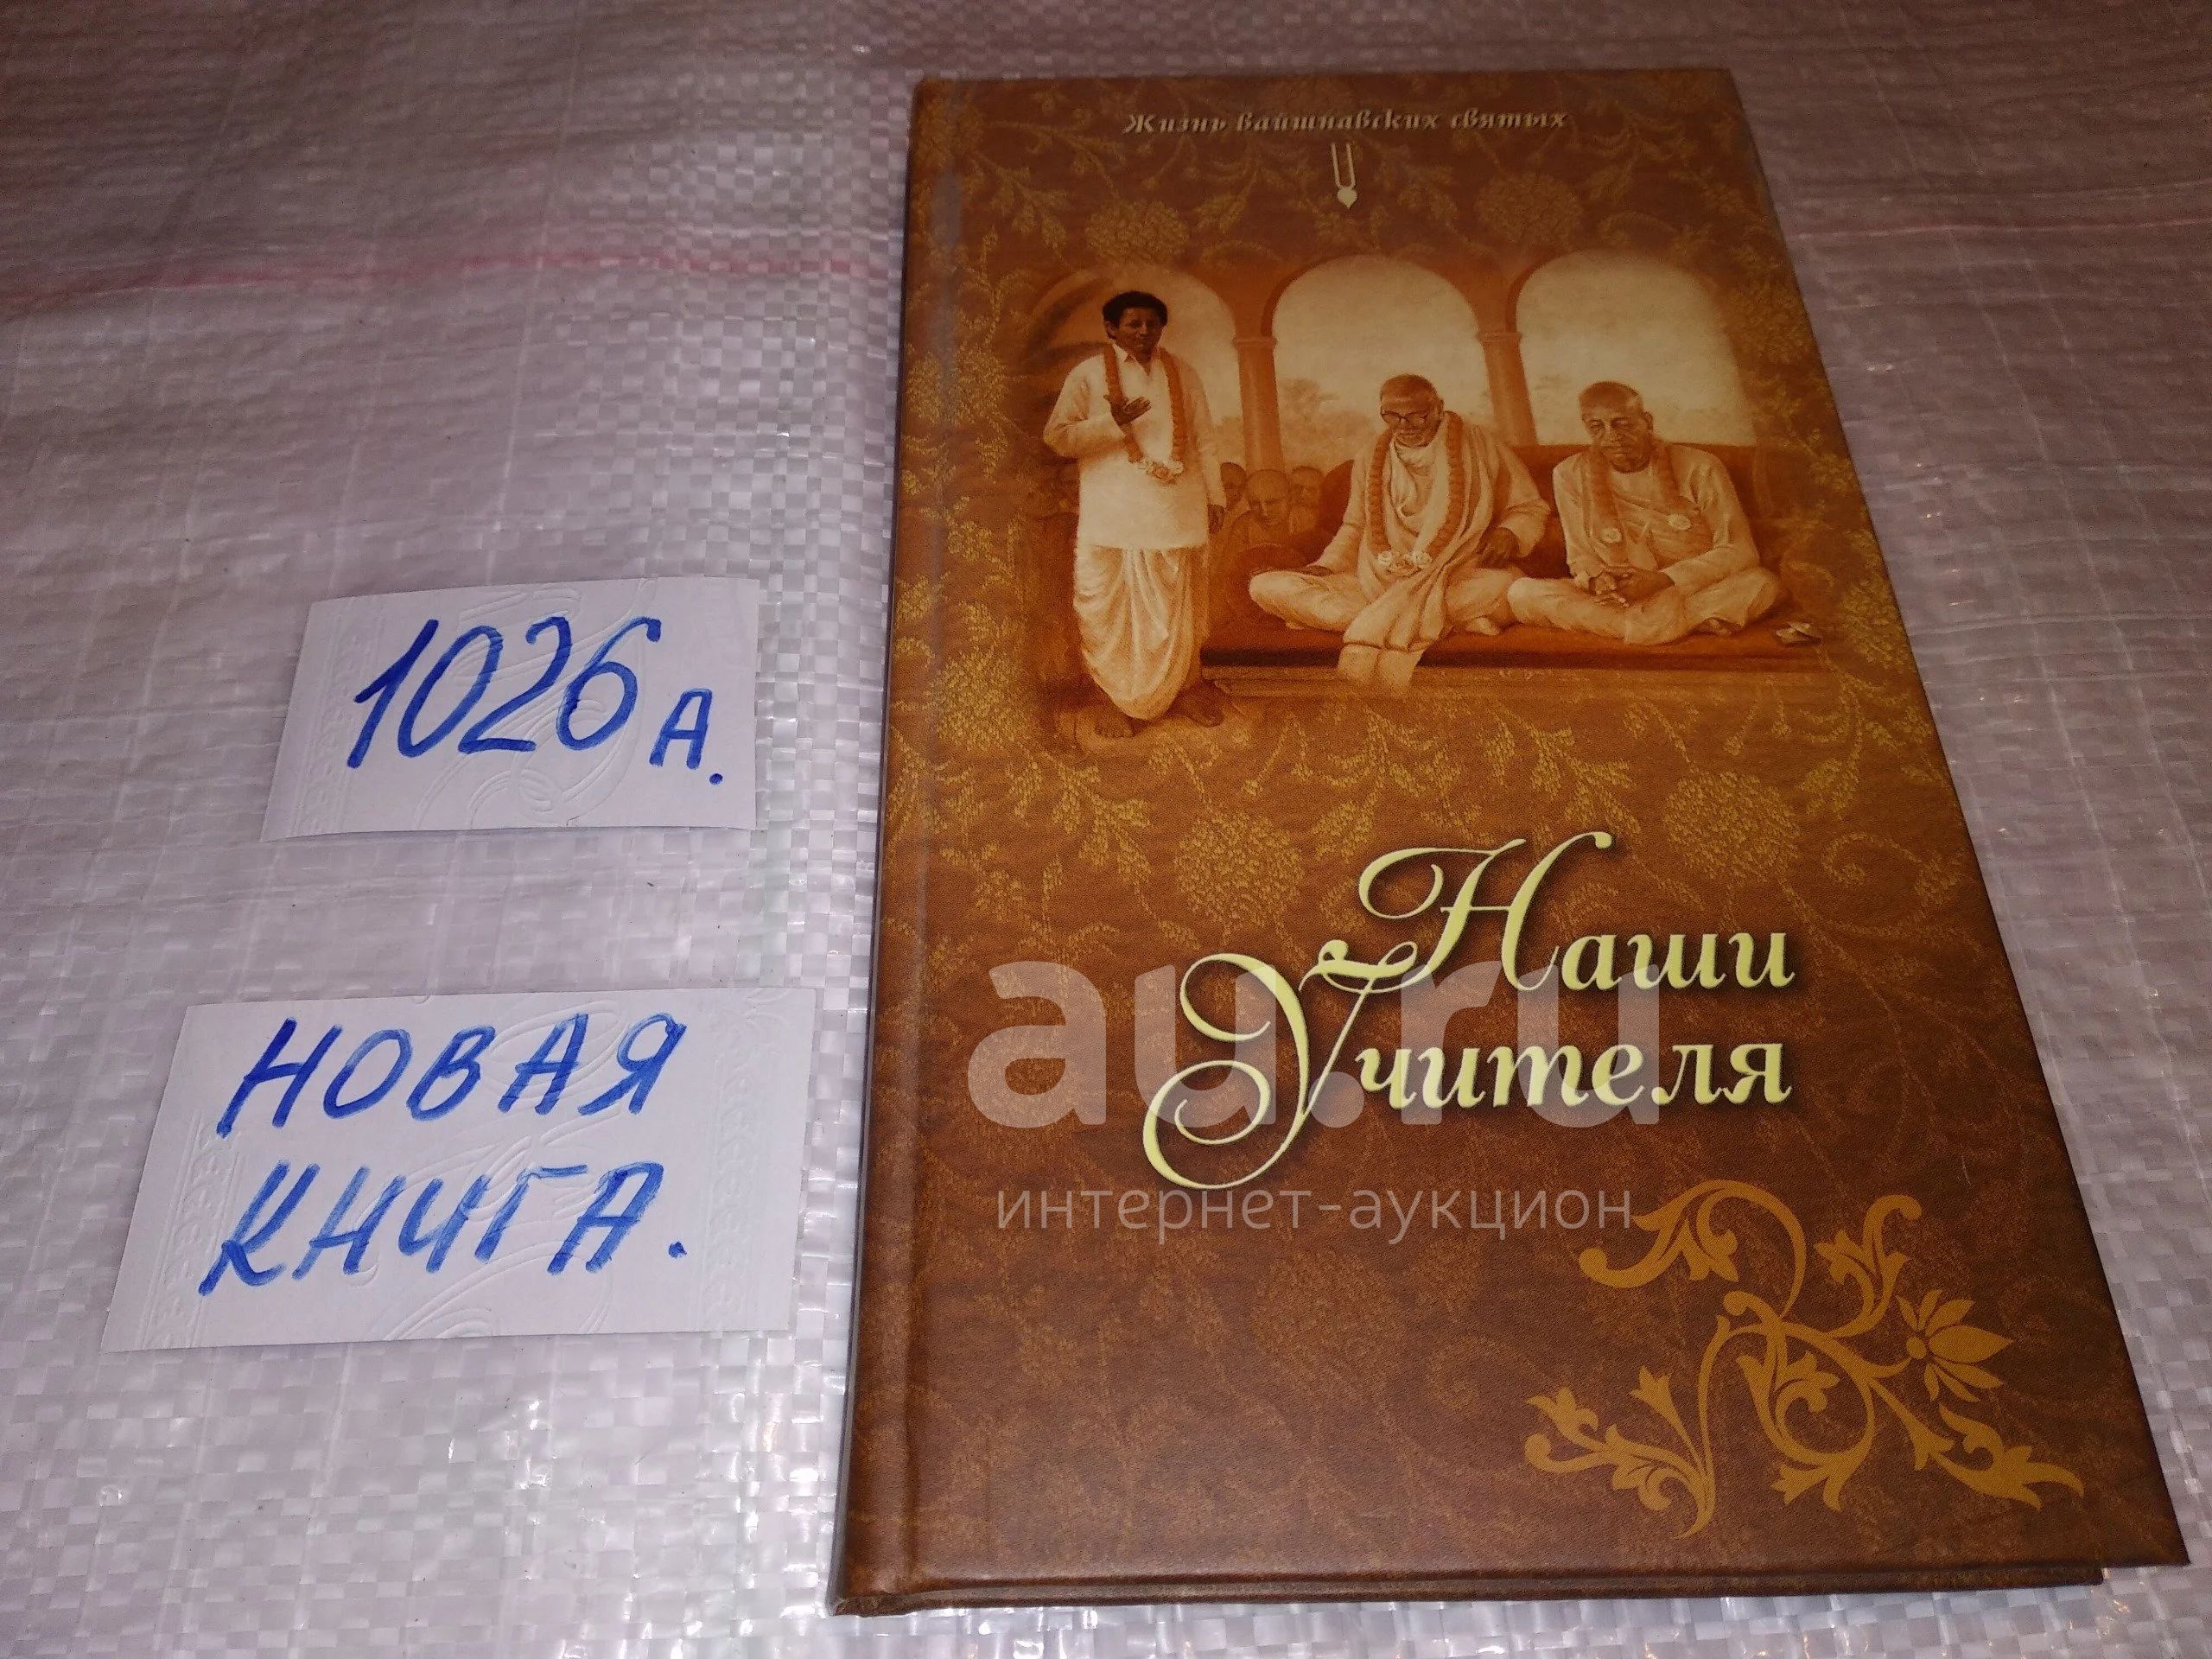 Жизнь вайшнавских святых
Наши
Учителя
au.ru
интернет-аукцион
1026 А.
НОВАЯ
КНИГА.